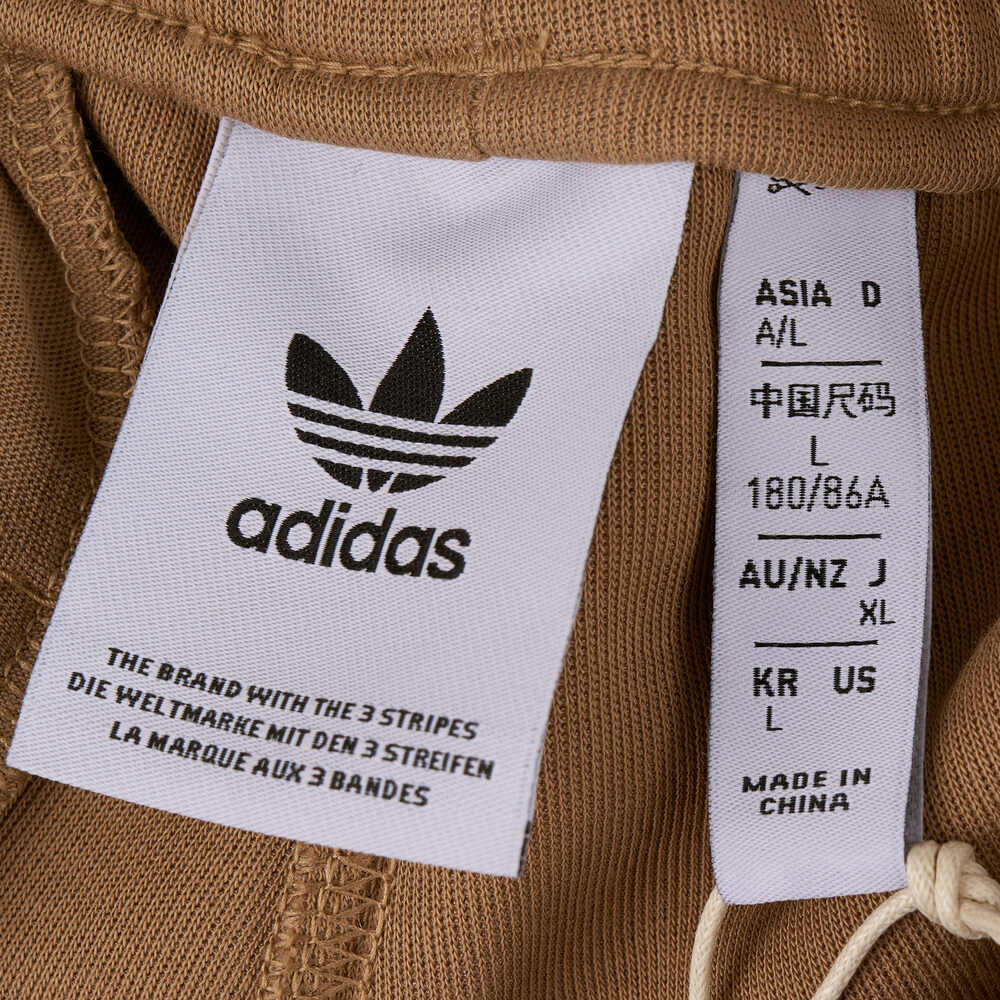 adidas
THE BRAND WITH THE 3 STRIPES
DIE WELTMARKE MIT DEN 3 STREIFEN
LA MARQUE AUX 3 BANDES
ASIA D
A/L
中国尺码
L
180/86A
AU/NZ J
XL
KR US
L
MADE IN
CHINA